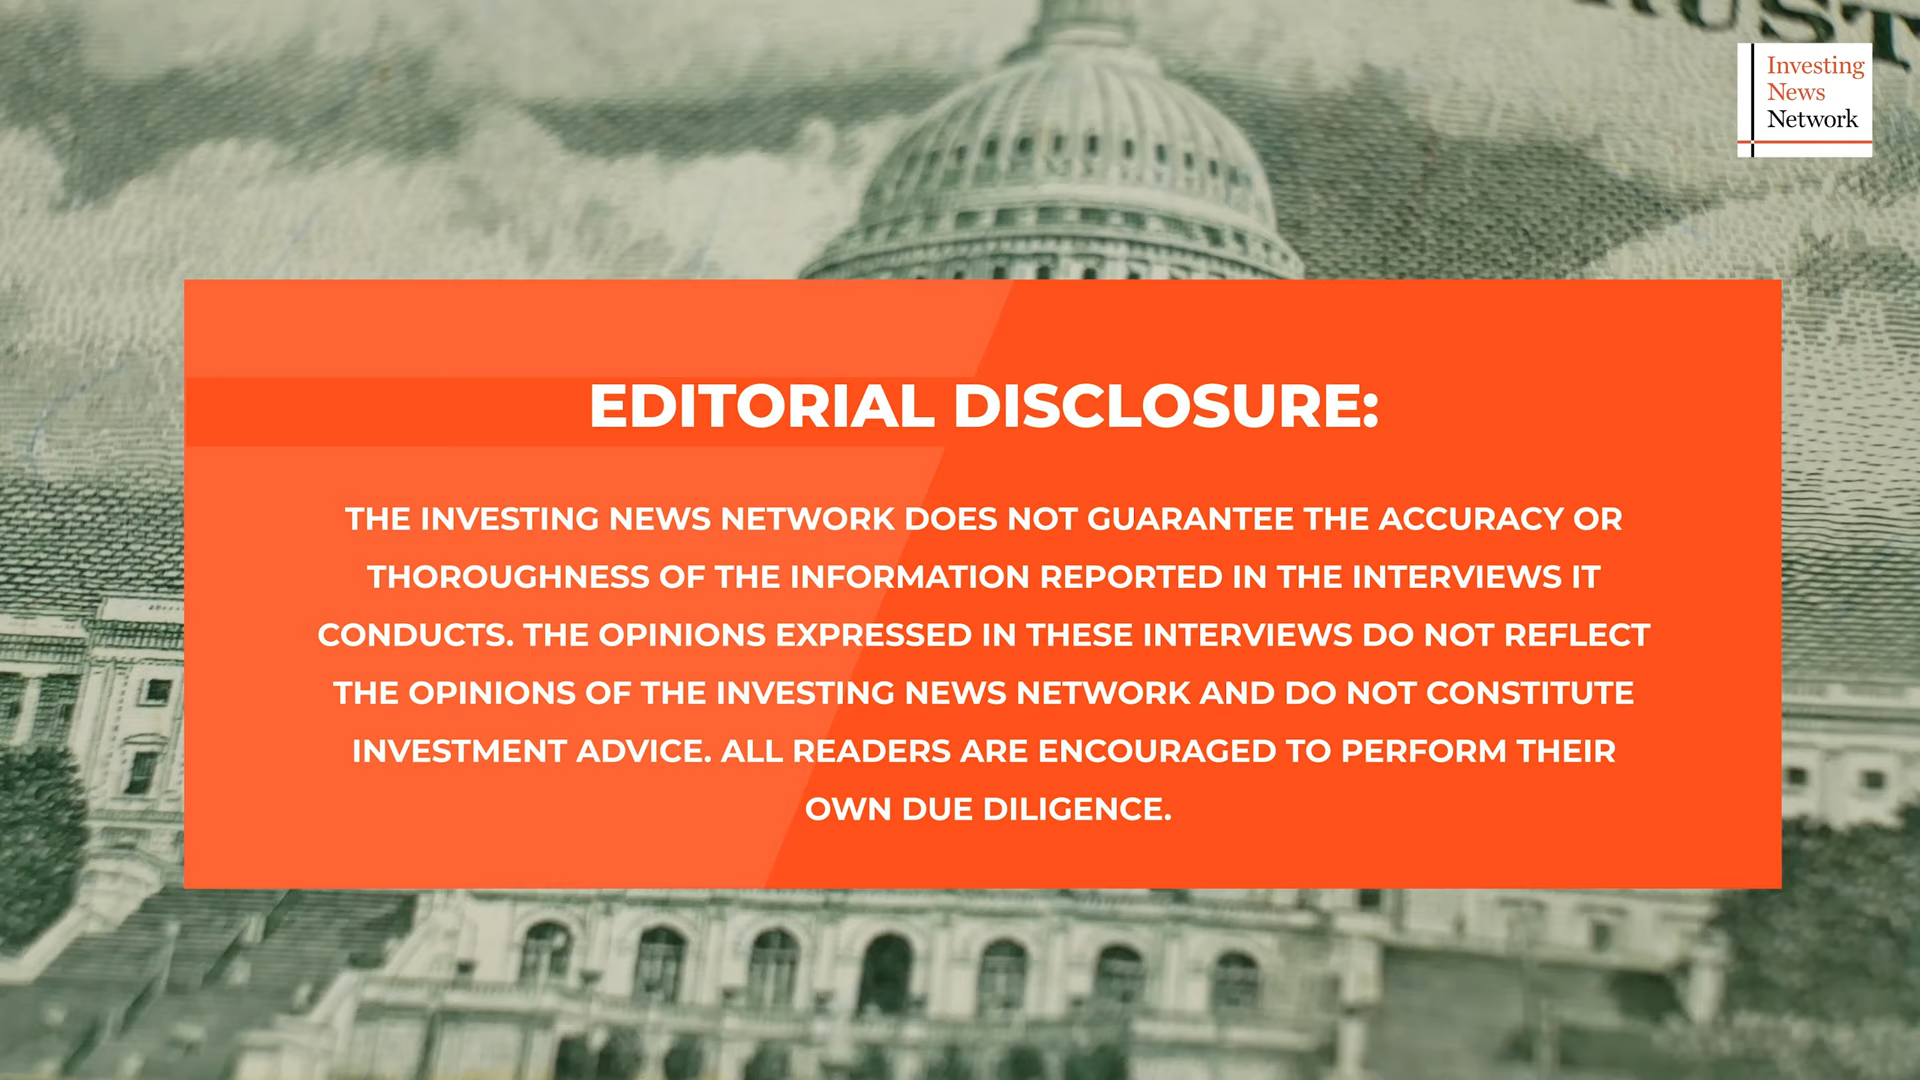 Investing
News
Network
EDITORIAL DISCLOSURE:
THE INVESTING NEWS NETWORK DOES NOT GUARANTEE THE ACCURACY OR
THOROUGHNESS OF THE INFORMATION REPORTED IN THE INTERVIEWS IT
CONDUCTS. THE OPINIONS EXPRESSED IN THESE INTERVIEWS DO NOT REFLECT
THE OPINIONS OF THE INVESTING NEWS NETWORK AND DO NOT CONSTITUTE
INVESTMENT ADVICE. ALL READERS ARE ENCOURAGED TO PERFORM THEIR
OWN DUE DILIGENCE.